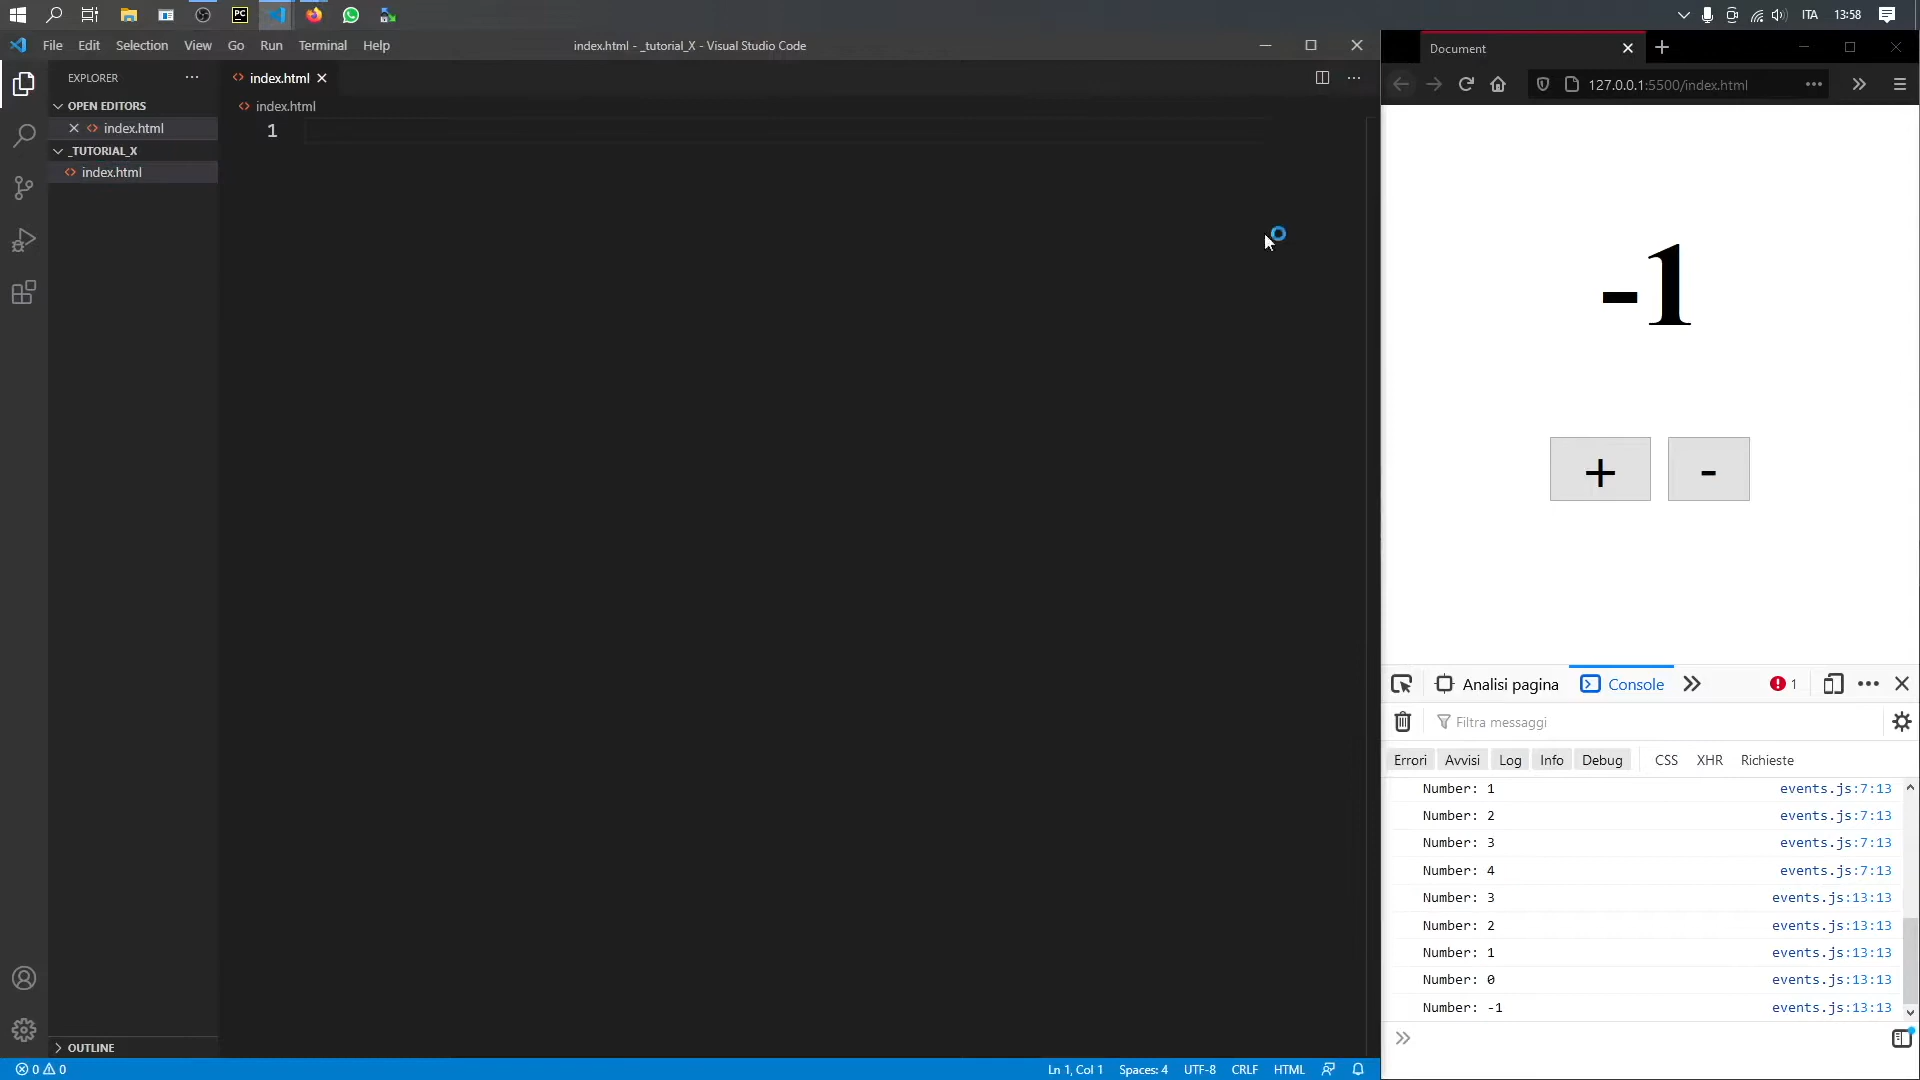 ITA
13:58
File Edit Selection View Go Run Terminal Help
index.html - _tutorial_X - Visual Studio Code
EXPLORER
OPEN EDITORS
index.html
_TUTORIAL_X
index.html
OUTLINE
index.html
index.html
1
Document
127.0.0.1:5500/index.html
-1
+
-
Analisi pagina
Console
1
Filtra messaggi
Errori Avvisi Log Info Debug CSS XHR Richieste
Number: 1 events.js:7:13
Number: 2 events.js:7:13
Number: 3 events.js:7:13
Number: 4 events.js:7:13
Number: 3 events.js:13:13
Number: 2 events.js:13:13
Number: 1 events.js:13:13
Number: 0 events.js:13:13
Number: -1 events.js:13:13
0 0
Ln 1, Col 1 Spaces: 4 UTF-8 CRLF HTML
PC